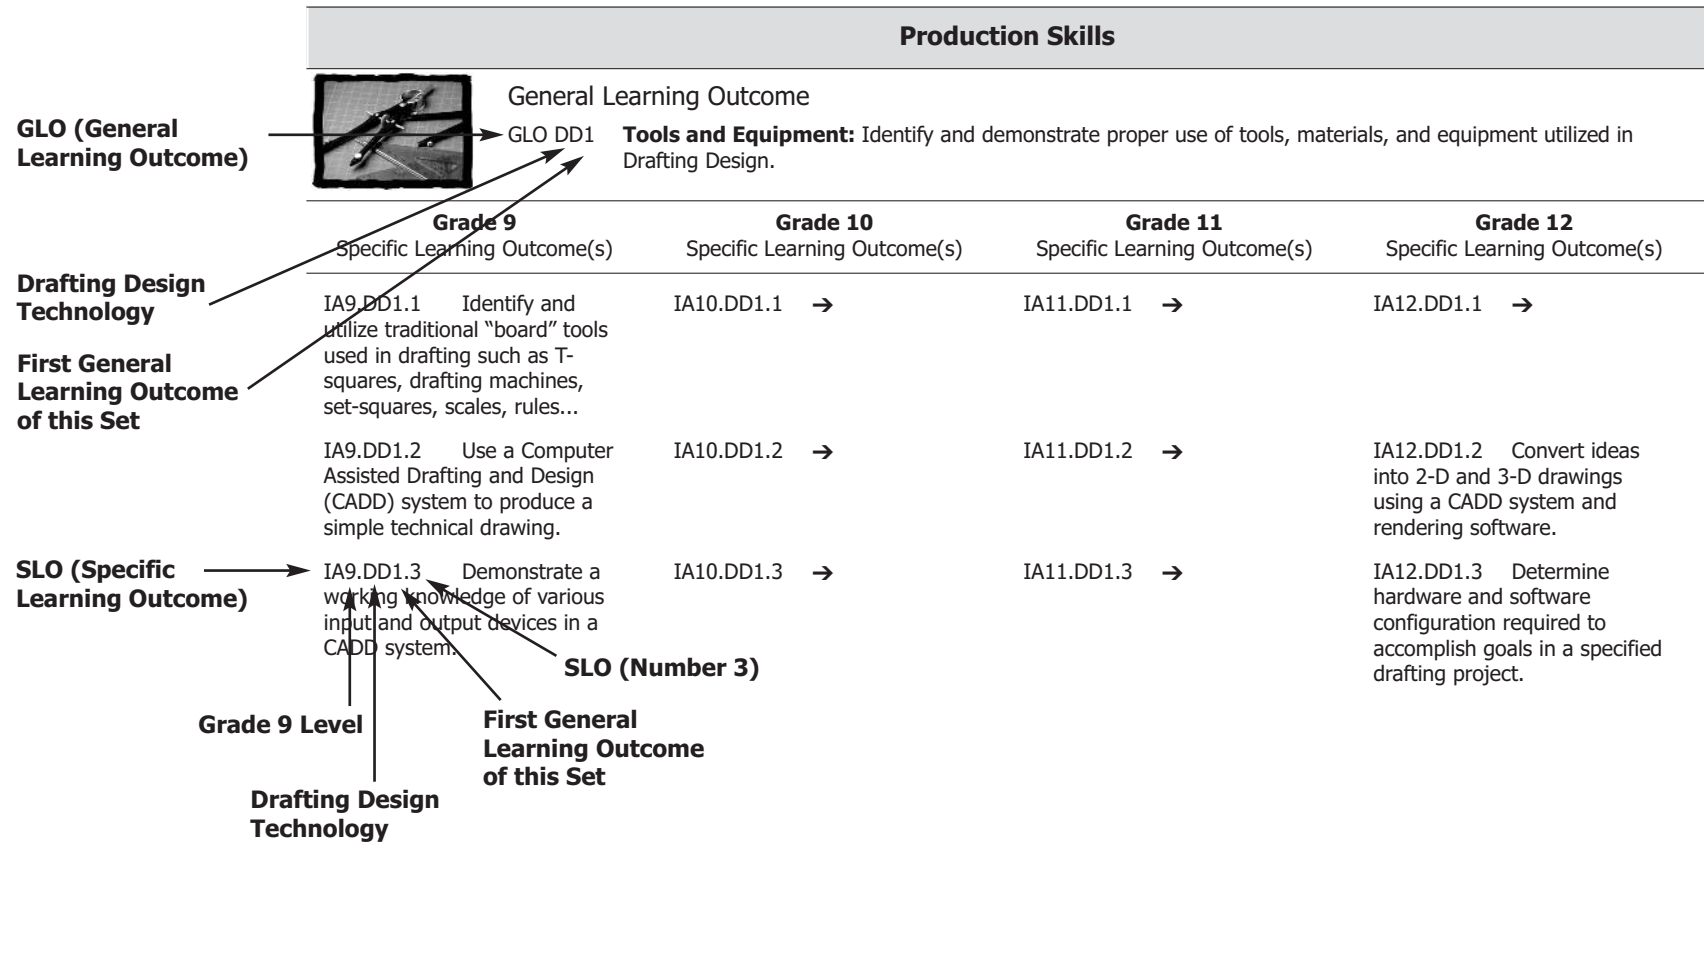 Production Skills
General Learning Outcome
GLO (General
Learning Outcome)
GLO DD1 Tools and Equipment: Identify and demonstrate proper use of tools, materials, and equipment utilized in
Drafting Design.
Grade 9
Specific Learning Outcome(s)
Grade 10
Specific Learning Outcome(s)
Grade 11
Specific Learning Outcome(s)
Grade 12
Specific Learning Outcome(s)
Drafting Design
Technology
First General
Learning Outcome
of this Set
IA9.DD1.1 Identify and
utilize traditional “board” tools
used in drafting such as T-
squares, drafting machines,
set-squares, scales, rules...
IA10.DD1.1 ➔
IA11.DD1.1 ➔
IA12.DD1.1 ➔
IA9.DD1.2 Use a Computer
Assisted Drafting and Design
(CADD) system to produce a
simple technical drawing.
IA10.DD1.2 ➔
IA11.DD1.2 ➔
IA12.DD1.2 Convert ideas
into 2-D and 3-D drawings
using a CADD system and
rendering software.
SLO (Specific
Learning Outcome)
IA9.DD1.3 Demonstrate a
working knowledge of various
input and output devices in a
CADD system.
IA10.DD1.3 ➔
IA11.DD1.3 ➔
IA12.DD1.3 Determine
hardware and software
configuration required to
accomplish goals in a specified
drafting project.
SLO (Number 3)
Grade 9 Level
First General
Learning Outcome
of this Set
Drafting Design
Technology